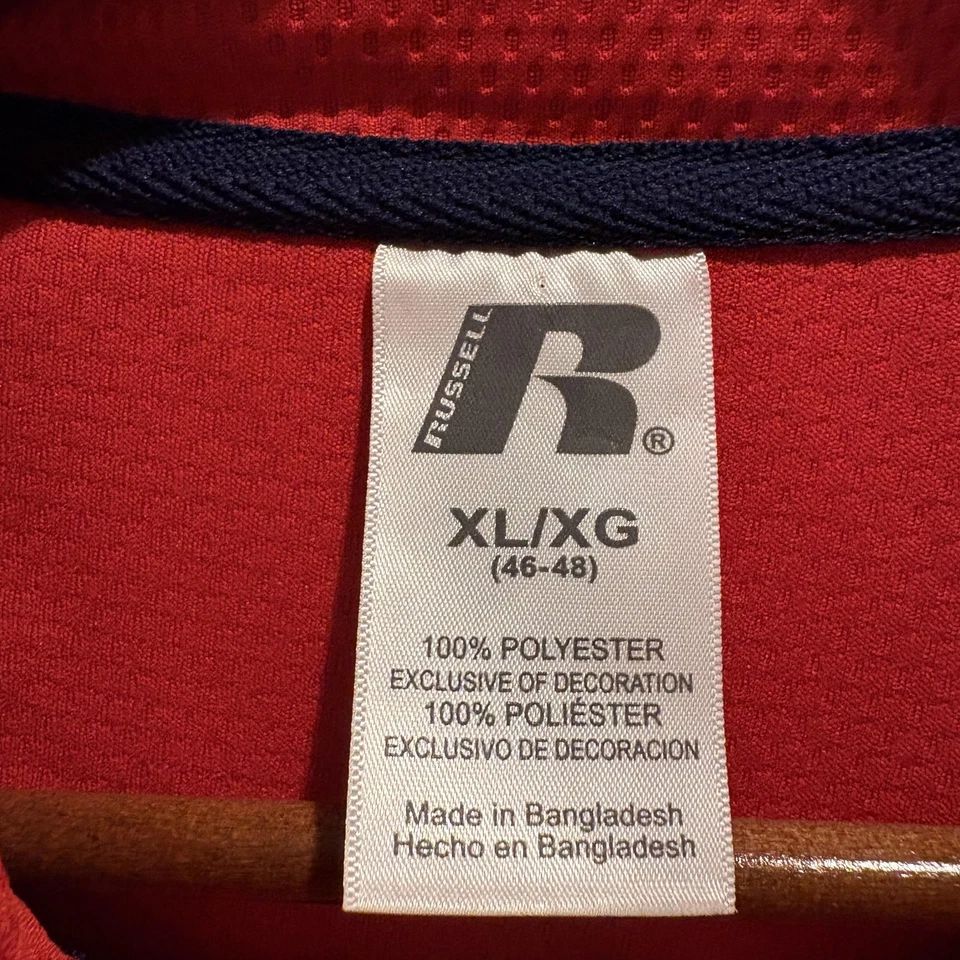 RUSSELL
R®
XL/XG
(46-48)
100% POLYESTER
EXCLUSIVE OF DECORATION
100% POLIÉSTER
EXCLUSIVO DE DECORACION
Made in Bangladesh
Hecho en Bangladesh